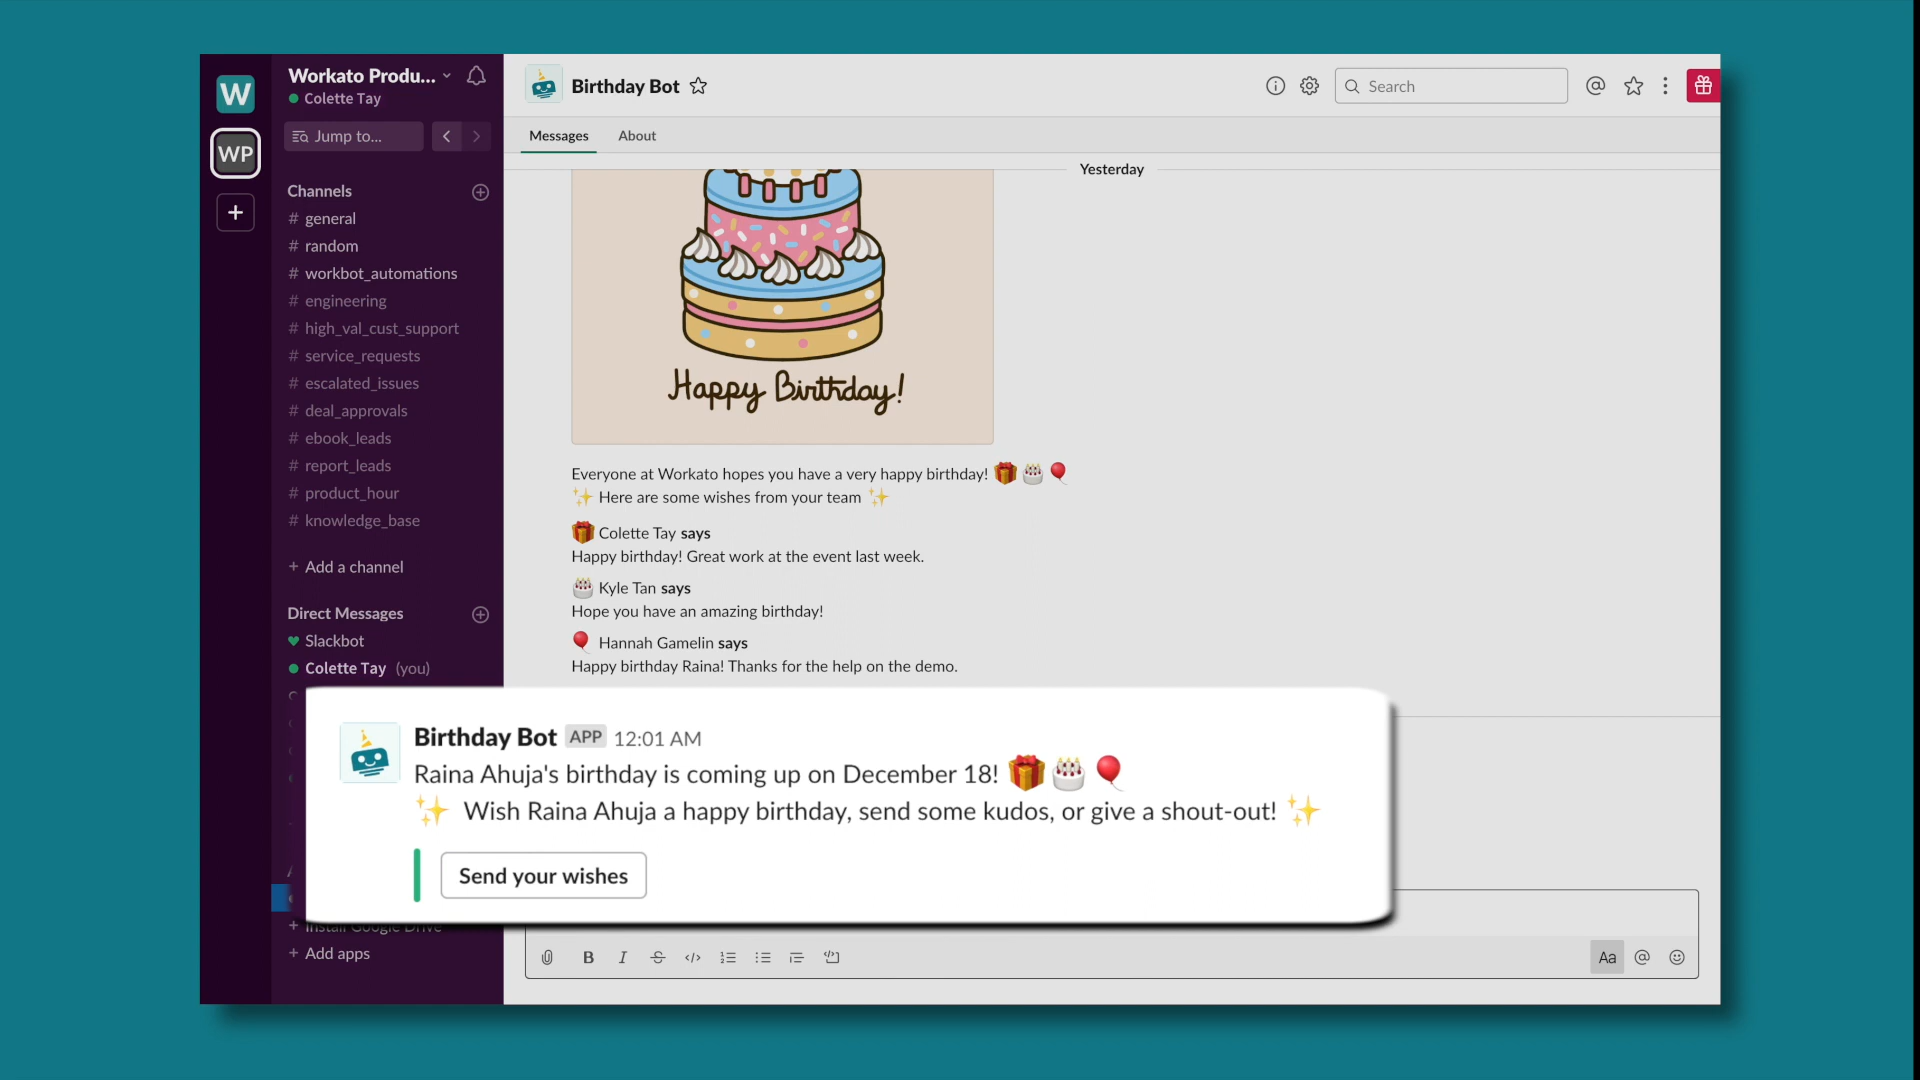 W
WP
+
Workato Produ...
Colette Tay
Jump to...
Channels
# general
# random
# workbot_automations
# engineering
# high_val_cust_support
# service_requests
# escalated_issues
# deal_approvals
# ebook_leads
# report_leads
# product_hour
# knowledge_base
+ Add a channel
Direct Messages
Slackbot
Colette Tay (you)
+ Install Google Drive
+ Add apps
Birthday Bot
Search
Messages
About
Yesterday
Happy Birthday!
Everyone at Workato hopes you have a very happy birthday! 🎁 🎂 🎈
✨ Here are some wishes from your team ✨
🎁 Colette Tay says
Happy birthday! Great work at the event last week.
🎂 Kyle Tan says
Hope you have an amazing birthday!
🎈 Hannah Gamelin says
Happy birthday Raina! Thanks for the help on the demo.
Birthday Bot APP 12:01 AM
Raina Ahuja's birthday is coming up on December 18! 🎁 🎂 🎈
✨ Wish Raina Ahuja a happy birthday, send some kudos, or give a shout-out! ✨
Send your wishes
B I S </> Aa @